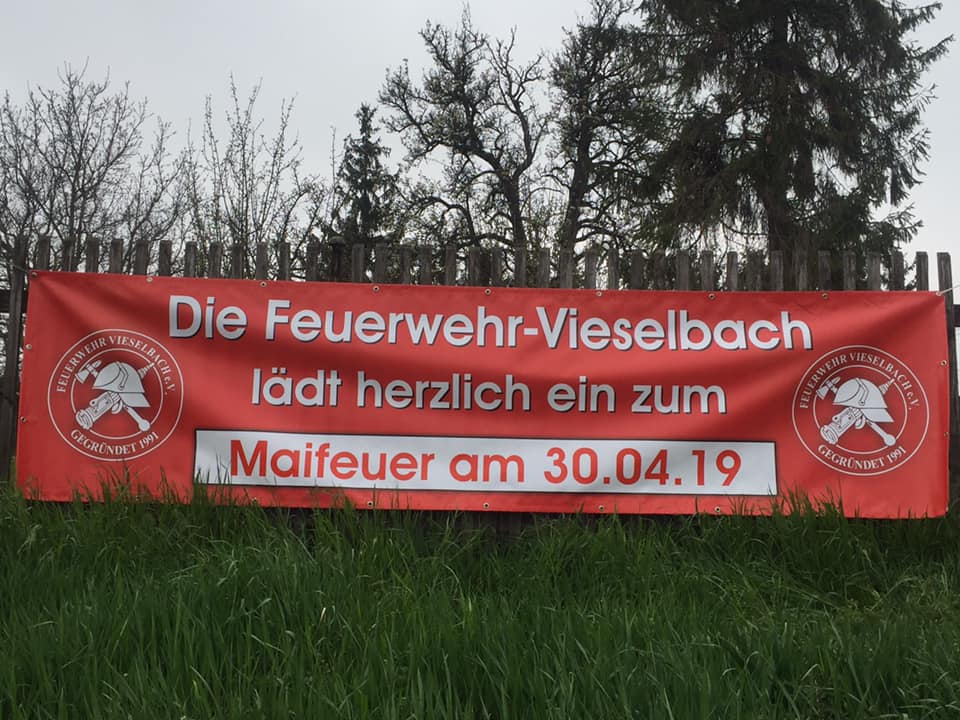 Die Feuerwehr-Vieselbach
lädt herzlich ein zum
Maifeuer am 30.04.19
FEUERWEHR VIESELBACH e.V.
GEGRÜNDET 1991
FEUERWEHR VIESELBACH e.V.
GEGRÜNDET 1991